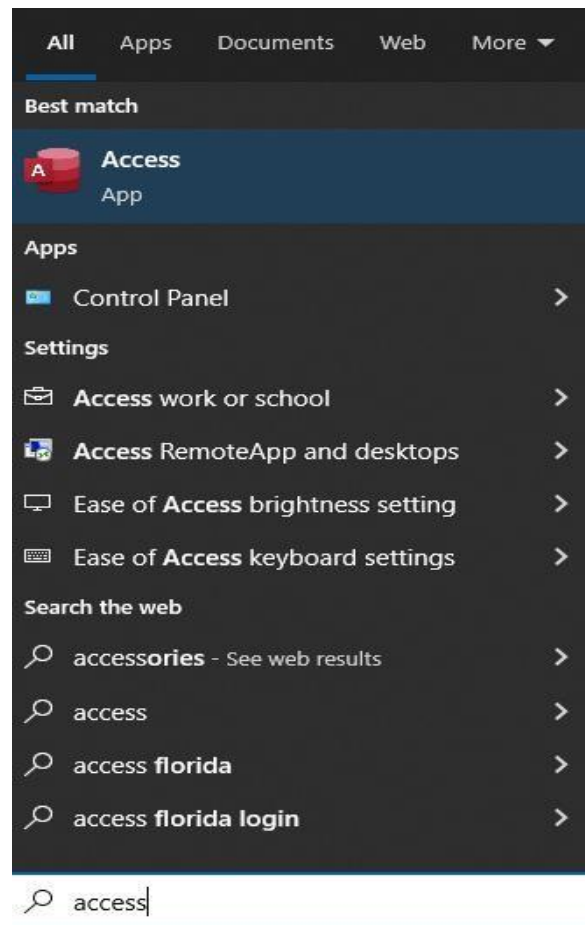 All Apps Documents Web More
Best match
A
Access
App
Apps
Control Panel
Settings
Access work or school
Access RemoteApp and desktops
Ease of Access brightness setting
Ease of Access keyboard settings
Search the web
accessories - See web results
access
access florida
access florida login
access